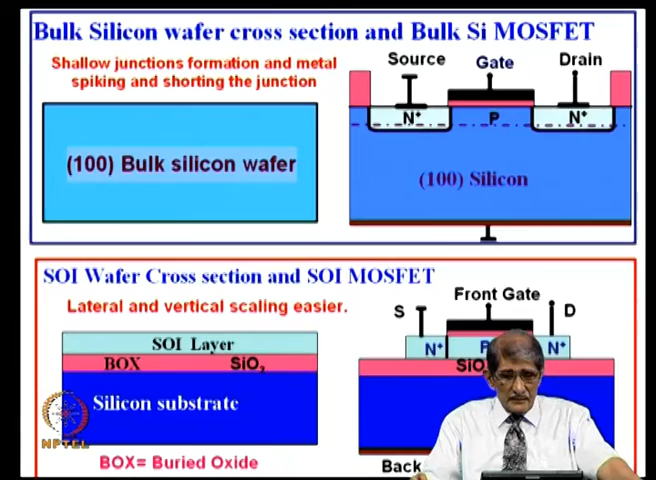 Bulk Silicon wafer cross section and Bulk Si MOSFET
Shallow junctions formation and metal
spiking and shorting the junction
(100) Bulk silicon wafer
Source
Gate
Drain
N⁺
P
N⁺
(100) Silicon
SOI Wafer Cross section and SOI MOSFET
Lateral and vertical scaling easier.
SOI Layer
BOX SiO₂
Silicon substrate
NPTEL
BOX= Buried Oxide
Front Gate
S
D
N⁺
P
N⁺
Back